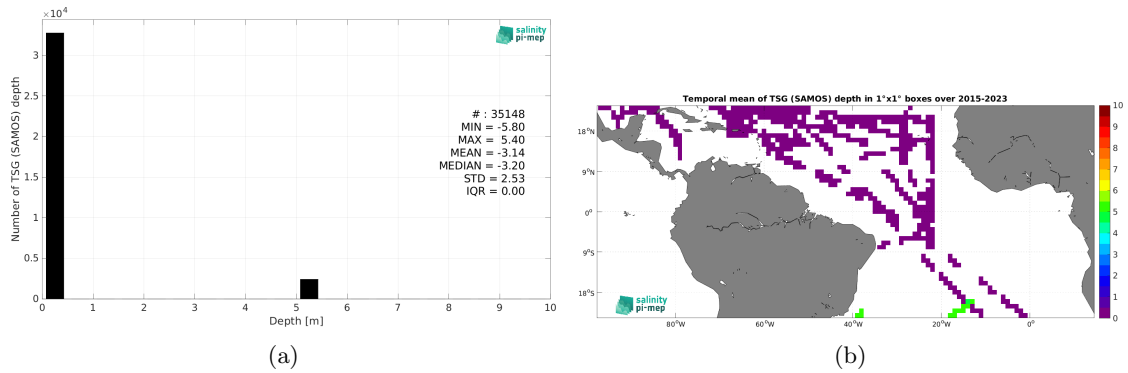 ×10⁴
3
2.5
2
1.5
1
0.5
0
0 1 2 3 4 5 6 7 8 9 10
Number of TSG (SAMOS) depth
Depth [m]
salinity
pi-mep
# : 35148
MIN = -5.80
MAX = 5.40
MEAN = -3.14
MEDIAN = -3.20
STD = 2.53
IQR = 0.00
(a)
Temporal mean of TSG (SAMOS) depth in 1°x1° boxes over 2015-2023
18°N
9°N
0°
9°S
18°S
80°W 60°W 40°W 20°W 0°
salinity
pi-mep
10
9
8
7
6
5
4
3
2
1
0
(b)